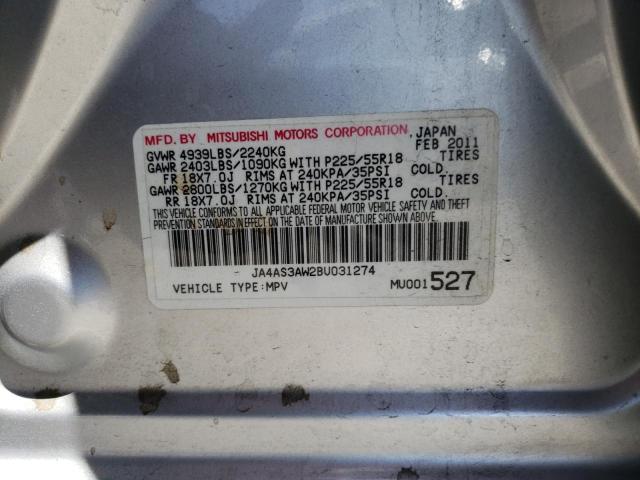 MFD. BY MITSUBISHI MOTORS CORPORATION, JAPAN
GVWR 4939LBS/2240KG FEB 2011
GAWR 2403LBS/1090KG WITH P225/55R18 TIRES
FR 18X7.0J RIMS AT 240KPA/35PSI COLD.
GAWR 2800LBS/1270KG WITH P225/55R18 TIRES
RR 18X7.0J RIMS AT 240KPA/35PSI COLD.
THIS VEHICLE CONFORMS TO ALL APPLICABLE FEDERAL MOTOR VEHICLE SAFETY AND THEFT
PREVENTION STANDARDS IN EFFECT ON THE DATE OF MANUFACTURE SHOWN ABOVE.
JA4AS3AW2BU031274
VEHICLE TYPE:MPV MU001527